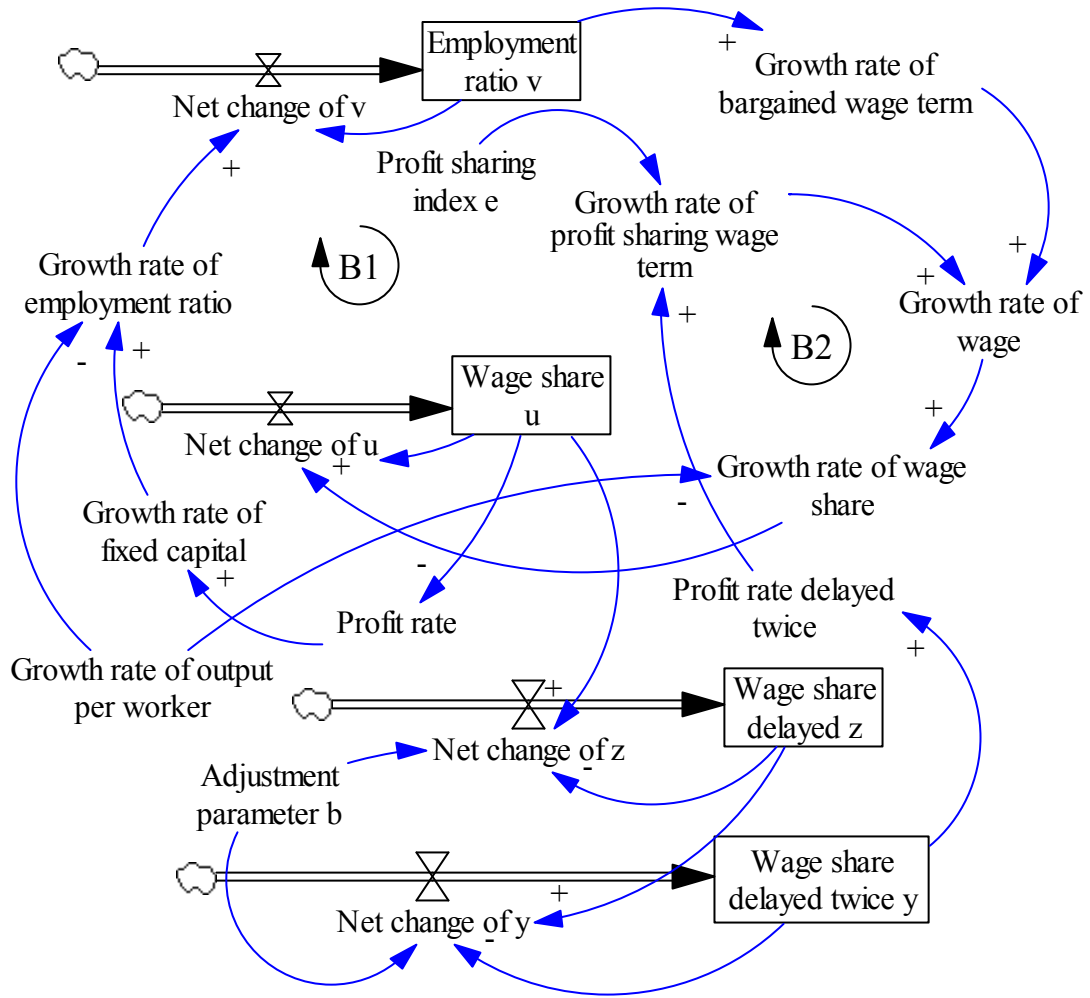 Employment
ratio v
+
Growth rate of
bargained wage term
Net change of v
Profit sharing
index e
+
Growth rate of
profit sharing wage
term
Growth rate of
employment ratio
B1
+
+
Growth rate of
wage
-
+
+
B2
Wage share
u
Net change of u
+
+
Growth rate of wage
share
-
Growth rate of
fixed capital
-
+
Profit rate
Profit rate delayed
twice
+
Growth rate of output
per worker
+
Wage share
delayed z
Net change of z
-
Adjustment
parameter b
Wage share
delayed twice y
+
Net change of y
-